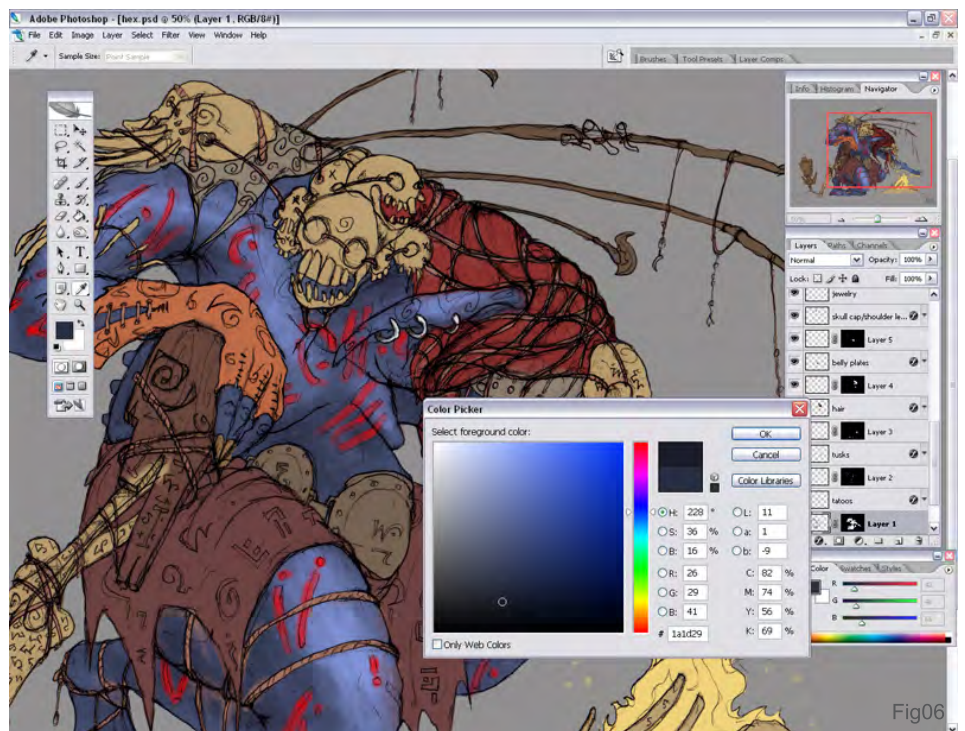 Adobe Photoshop - [hex.psd @ 50% (Layer 1, RGB/8#)]
File Edit Image Layer Select Filter View Window Help
Sample Size: Point Sample
Brushes Tool Presets Layer Comps
Info Histogram Navigator
Layers Paths Channels
Normal Opacity: 100%
Lock: Fill: 100%
jewelry
skull cap/shoulder le...
Layer 5
belly plates
Layer 4
hair
Layer 3
tusks
Layer 2
tatoos
Layer 1
Color Swatches Styles
R
G
B
Color Picker
Select foreground color:
OK
Cancel
Color Libraries
H: 228 ° L: 11
S: 36 % a: 1
B: 16 % b: -9
R: 26 C: 82 %
G: 29 M: 74 %
B: 41 Y: 56 %
# 1a1d29 K: 69 %
Only Web Colors
Fig06